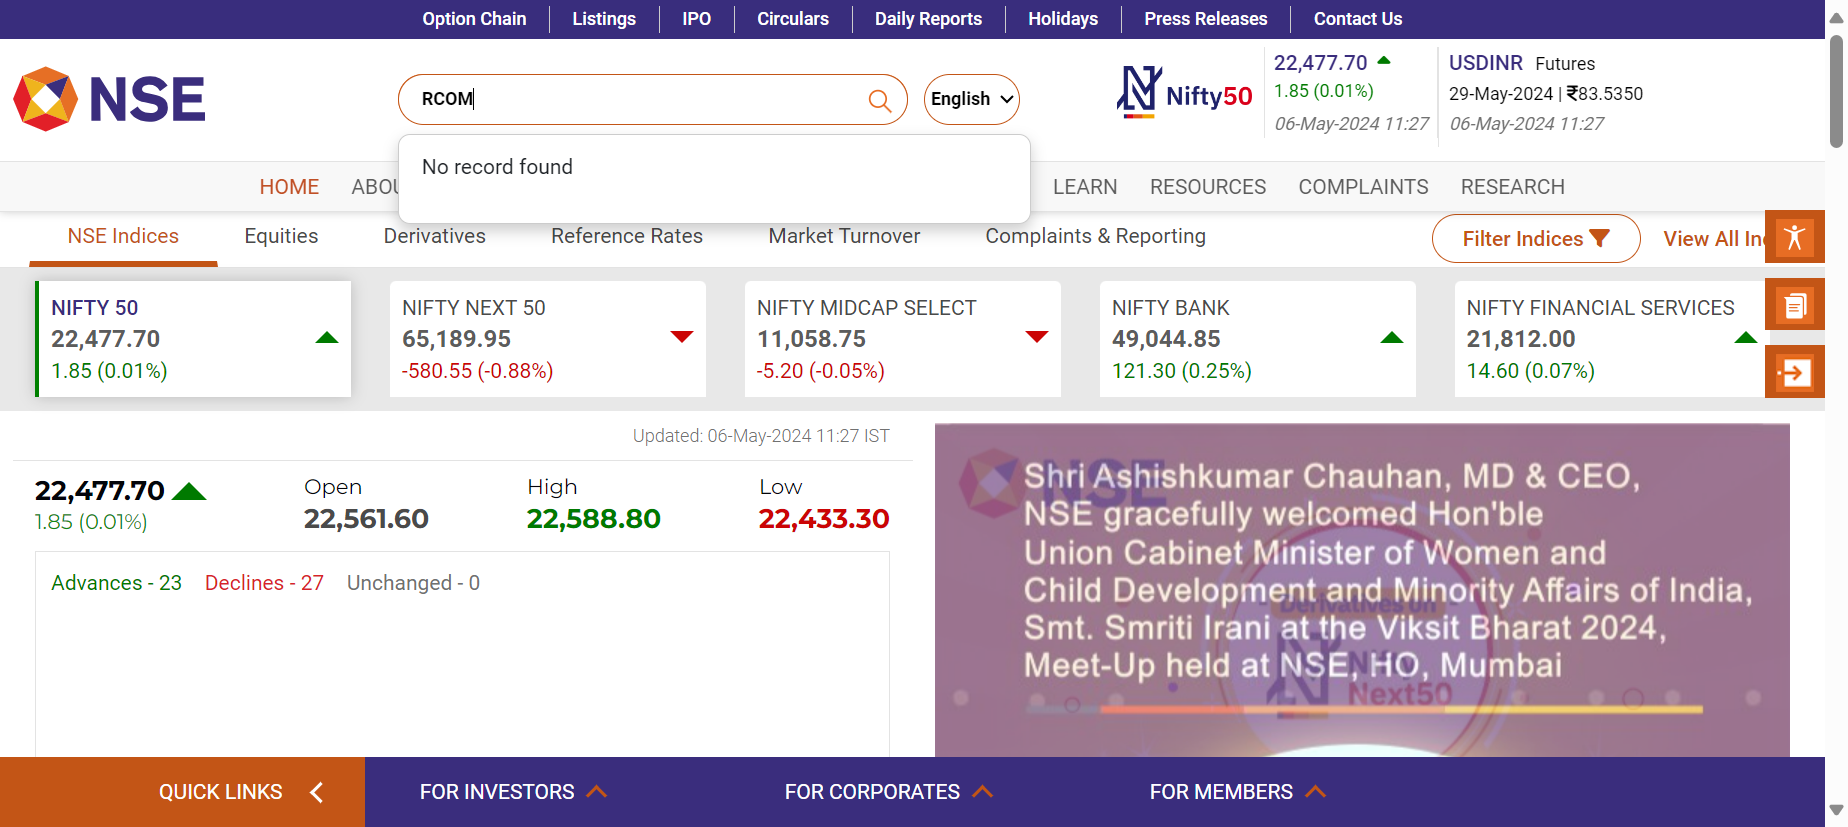 Option Chain Listings IPO Circulars Daily Reports Holidays Press Releases Contact Us
NSE
RCOM
English
Nifty50
22,477.70
1.85 (0.01%)
06-May-2024 11:27
USDINR Futures
29-May-2024 | ₹83.5350
06-May-2024 11:27
No record found
HOME ABOU LEARN RESOURCES COMPLAINTS RESEARCH
NSE Indices Equities Derivatives Reference Rates Market Turnover Complaints & Reporting Filter Indices View All In
NIFTY 50
22,477.70
1.85 (0.01%)
NIFTY NEXT 50
65,189.95
-580.55 (-0.88%)
NIFTY MIDCAP SELECT
11,058.75
-5.20 (-0.05%)
NIFTY BANK
49,044.85
121.30 (0.25%)
NIFTY FINANCIAL SERVICES
21,812.00
14.60 (0.07%)
Updated: 06-May-2024 11:27 IST
22,477.70
1.85 (0.01%)
Open
22,561.60
High
22,588.80
Low
22,433.30
Advances - 23 Declines - 27 Unchanged - 0
NSE
Shri Ashishkumar Chauhan, MD & CEO,
NSE gracefully welcomed Hon'ble
Union Cabinet Minister of Women and
Child Development and Minority Affairs of India,
Smt. Smriti Irani at the Viksit Bharat 2024,
Meet-Up held at NSE, HO, Mumbai
Derivatives on
Nifty
Next50
QUICK LINKS FOR INVESTORS FOR CORPORATES FOR MEMBERS